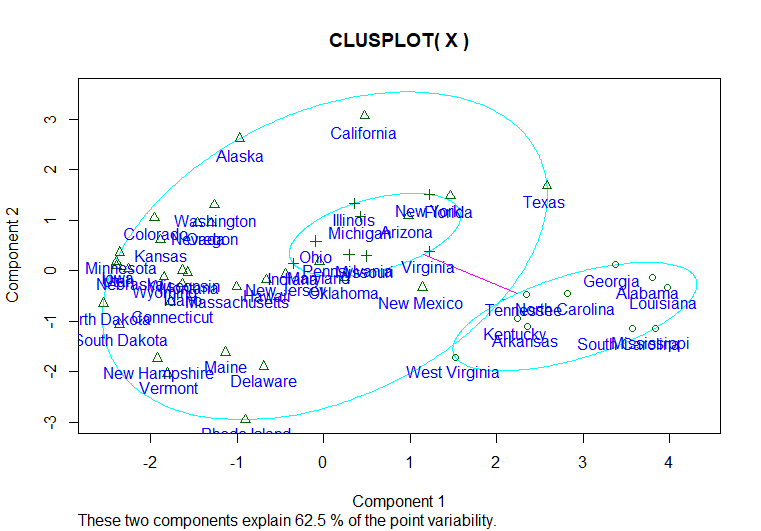 CLUSPLOT( X )
California
Alaska
Texas
Washington
Illinois
New York
Florida
Colorado
Nevada
Oregon
Michigan
Arizona
Kansas
Ohio
Virginia
Minnesota
Iowa
Pennsylvania
Missouri
Indiana
Maryland
Georgia
Nebraska
Wyoming
Wisconsin
Idaho
New Jersey
Oklahoma
Alabama
Hawaii
Massachusetts
New Mexico
Tennessee
North Carolina
Louisiana
rth Dakota
Connecticut
South Dakota
Kentucky
Arkansas
South Carolina
Mississippi
Maine
New Hampshire
Delaware
West Virginia
Vermont
Rhode Island
Component 2
3
2
1
0
-1
-2
-3
-2
-1
0
1
2
3
4
Component 1
These two components explain 62.5 % of the point variability.